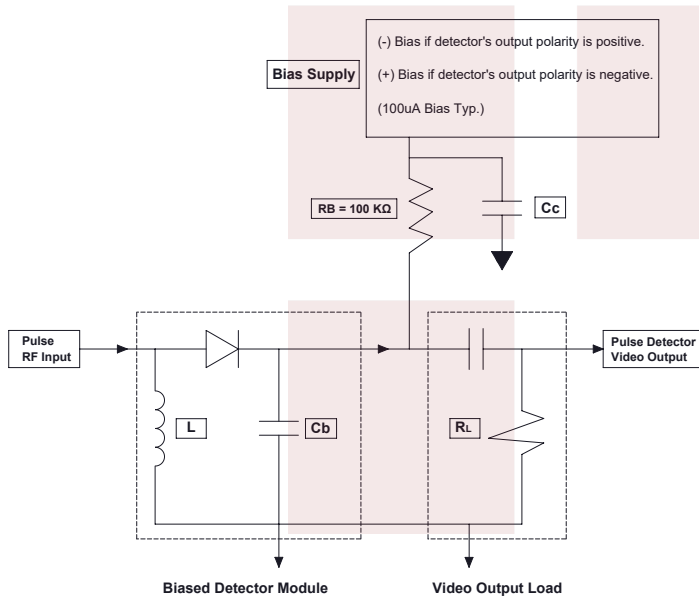 (-) Bias if detector's output polarity is positive.
Bias Supply
(+) Bias if detector's output polarity is negative.
(100uA Bias Typ.)
RB = 100 KΩ
Cc
Pulse
RF Input
Pulse Detector
Video Output
L
Cb
RL
Biased Detector Module
Video Output Load